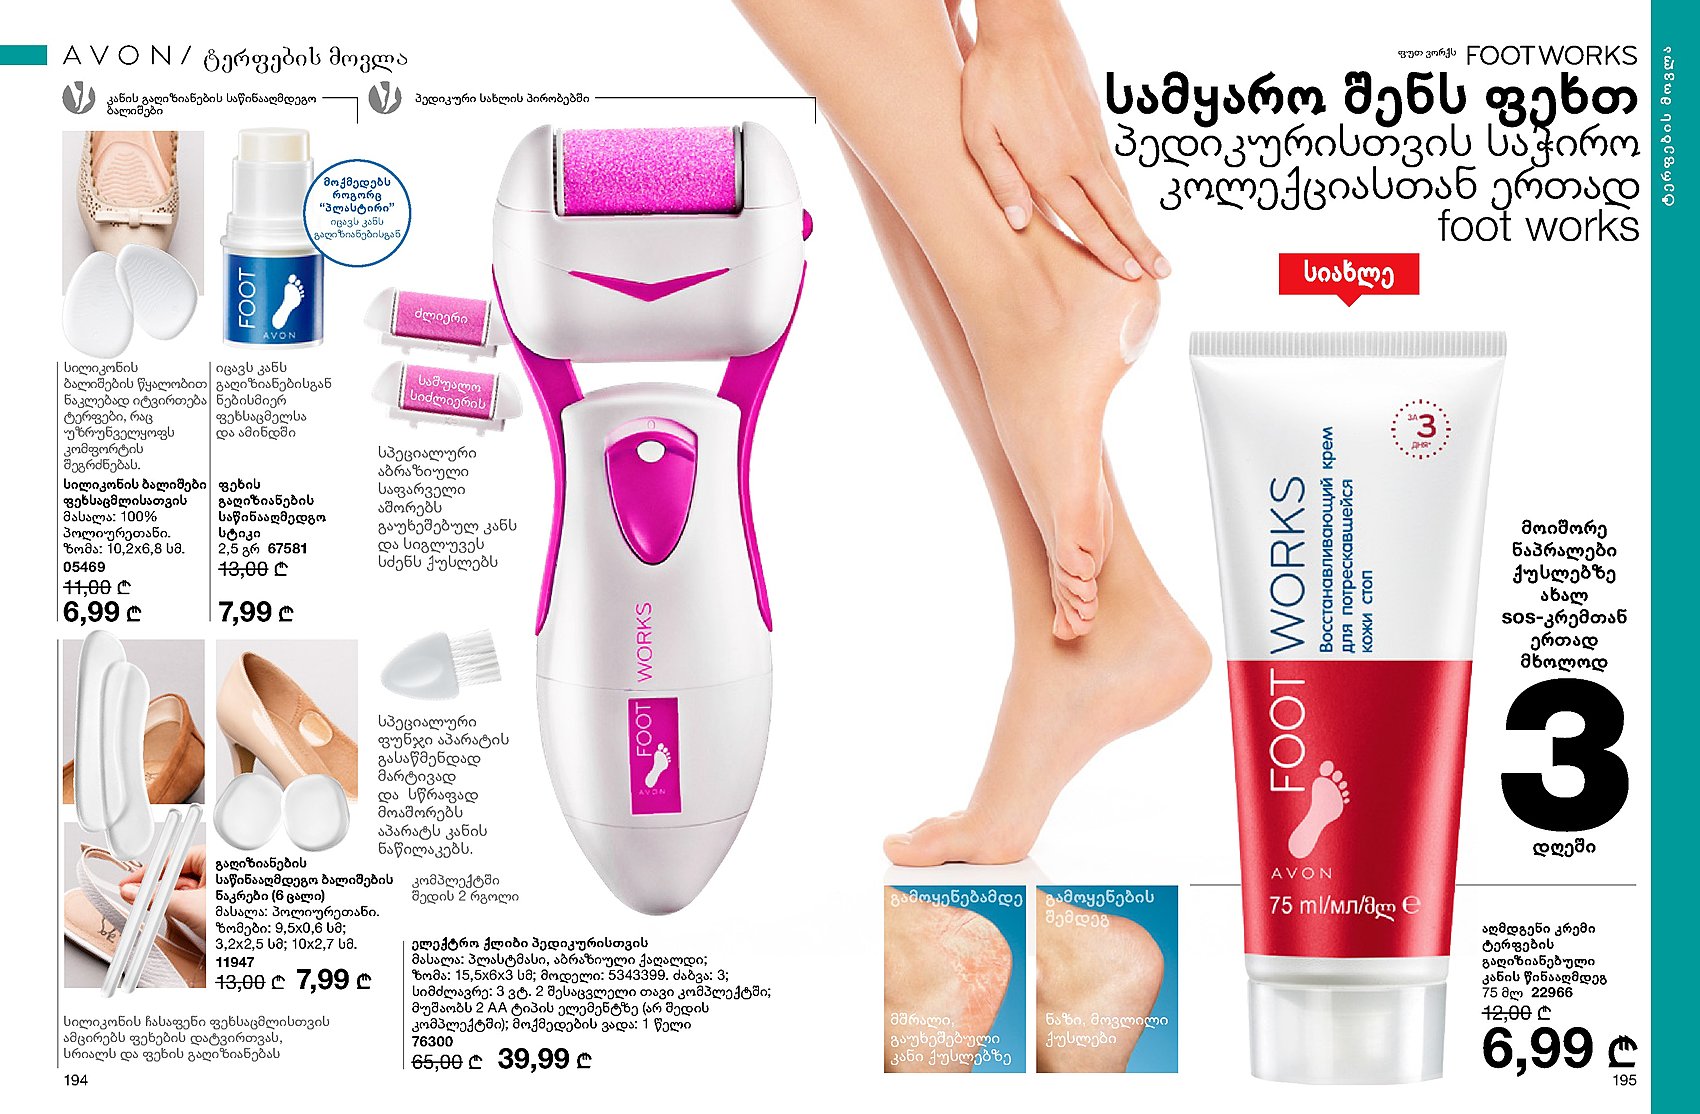 AVON/ ტერფების მოვლა
კანის გაღიზიანების საწინააღმდეგო
ბალიშები
პედიკური სახლის პირობებში
მოქმედებს
როგორც
"პლასტირი"
იცავს კანს
გაღიზიანებისგან
FOOT
AVON
სილიკონის
ბალიშების წყალობით
ნაკლებად იტვირთება
ტერფები, რაც
უზრუნველყოფს
კომფორტის
შეგრძნებას.
სილიკონის ბალიშები
ფეხსაცმლისათვის
მასალა: 100%
პოლიურეთანი.
ზომა: 10,2x6,8 სმ.
05469
11,00 ₾
6,99 ₾
იცავს კანს
გაღიზიანებისგან
ნებისმიერ
ფეხსაცმელსა
და ამინდში
ფეხის
გაღიზიანების
საწინააღმედგო
სტიკი
2,5 გრ 67581
13,00 ₾
7,99 ₾
ძლიერი
საშუალო
სიძლიერის
სპეციალური
აბრაზიული
საფარველი
აშორებს
გაუხეშებულ კანს
და სიგლუვეს
სძენს ქუსლებს
სპეციალური
ფუნჯი აპარატის
გასაწმენდად
მარტივად
და სწრაფად
მოაშორებს
აპარატს კანის
ნაწილაკებს.
კომპლექტში
შედის 2 რგოლი
FOOT WORKS
AVON
გაღიზიანების
საწინააღმდეგო ბალიშების
ნაკრები (6 ცალი)
მასალა: პოლიურეთანი.
ზომები: 9,5x0,6 სმ;
3,2x2,5 სმ; 10x2,7 სმ.
11947
13,00 ₾ 7,99 ₾
სილიკონის ჩასაფენი ფეხსაცმლისთვის
ამცირებს ფეხების დატვირთვას,
სრიალს და ფეხის გაღიზიანებას
ელექტრო ქლიბი პედიკურისთვის
მასალა: პლასტმასი, აბრაზიული ქაღალდი;
ზომა: 15,5x6x3 სმ; მოდელი: 5343399. ძაბვა: 3;
სიმძლავრე: 3 ვტ. 2 შესაცვლელი თავი კომპლექტში;
მუშაობს 2 AA ტიპის ელემენტზე (არ შედის
კომპლექტში); მოქმედების ვადა: 1 წელი
76300
65,00 ₾ 39,99 ₾
194
ფუთ ვორქს FOOTWORKS
სამყარო შენს ფეხთ
პედიკურისთვის საჭირო
კოლექციასთან ერთად
foot works
სიახლე
ЗА
3
ДНЯ*
FOOT WORKS
Восстанавливающий крем
для потрескавшейся
кожи стоп
AVON
75 ml/мл/მლ ℮
მოიშორე
ნაპრალები
ქუსლებზე
ახალ
sos-კრემთან
ერთად
მხოლოდ
3
დღეში
გამოყენებამდე
მშრალი,
გაუხეშებული
კანი ქუსლებზე
გამოყენების
შემდეგ
ნაზი, მოვლილი
ქუსლები
აღმდგენი კრემი
ტერფების
გაღიზიანებული
კანის წინააღმდეგ
75 მლ 22966
12,00 ₾
6,99 ₾
195
ტერფების მოვლა